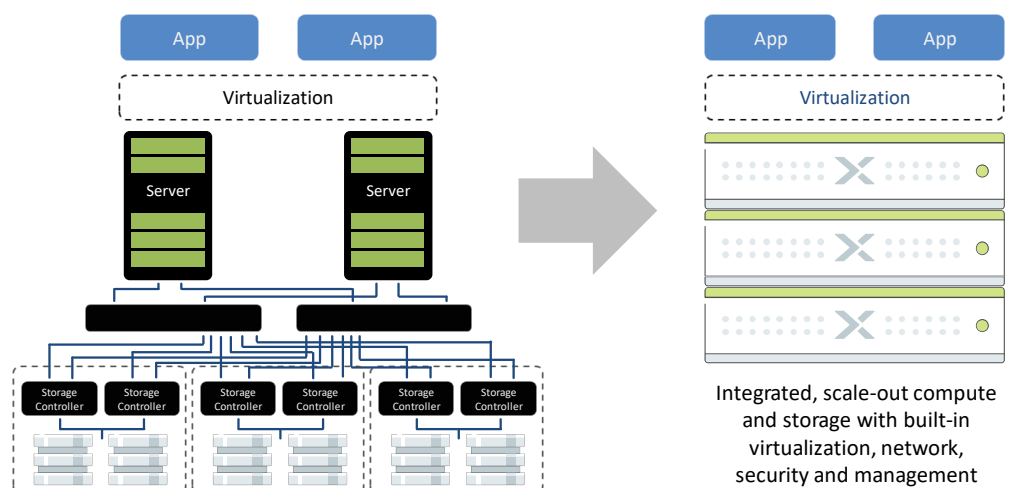 App
App
Virtualization
Server
Server
Storage
Controller
Storage
Controller
Storage
Controller
Storage
Controller
Storage
Controller
Storage
Controller
App
App
Virtualization
Integrated, scale-out compute
and storage with built-in
virtualization, network,
security and management